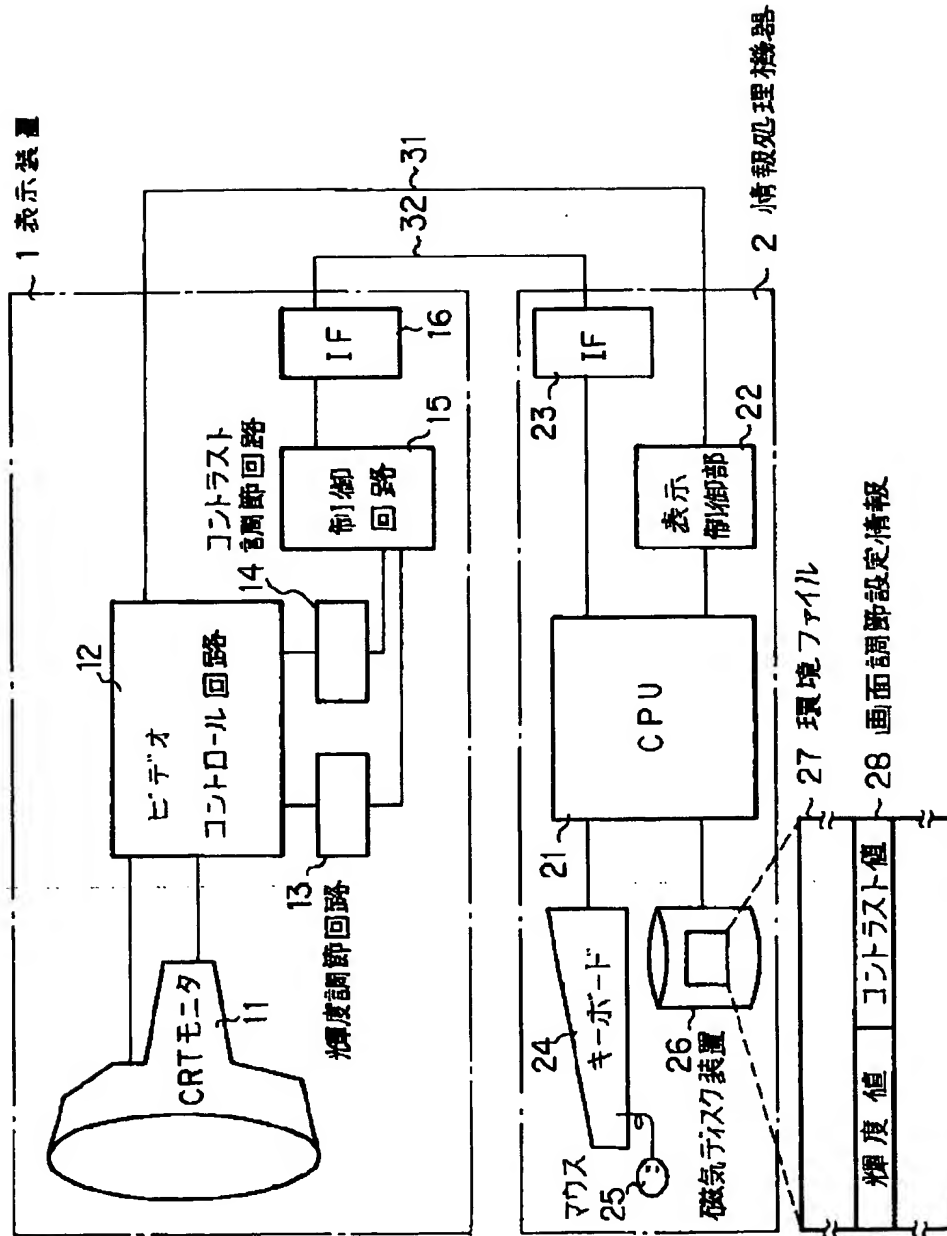 1 表示装置
CRTモニタ
11
12
ビデオ
コントロール回路
13
輝度調節回路
14
コントラスト
調節回路
制御
回路
15
IF
16
31
32
2 情報処理機器
マウス
25
24
キーボード
磁気ディスク装置
26
21
CPU
IF
23
表示
制御部
22
27 環境ファイル
輝度値
コントラスト値
28 画面調節設定情報